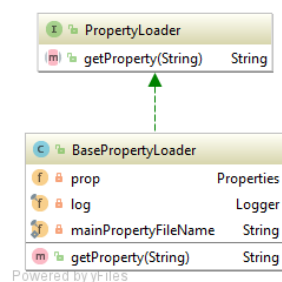 I PropertyLoader
m getProperty(String) String
C BasePropertyLoader
f prop Properties
f log Logger
f mainPropertyFileName String
m getProperty(String) String
Powered by yFiles